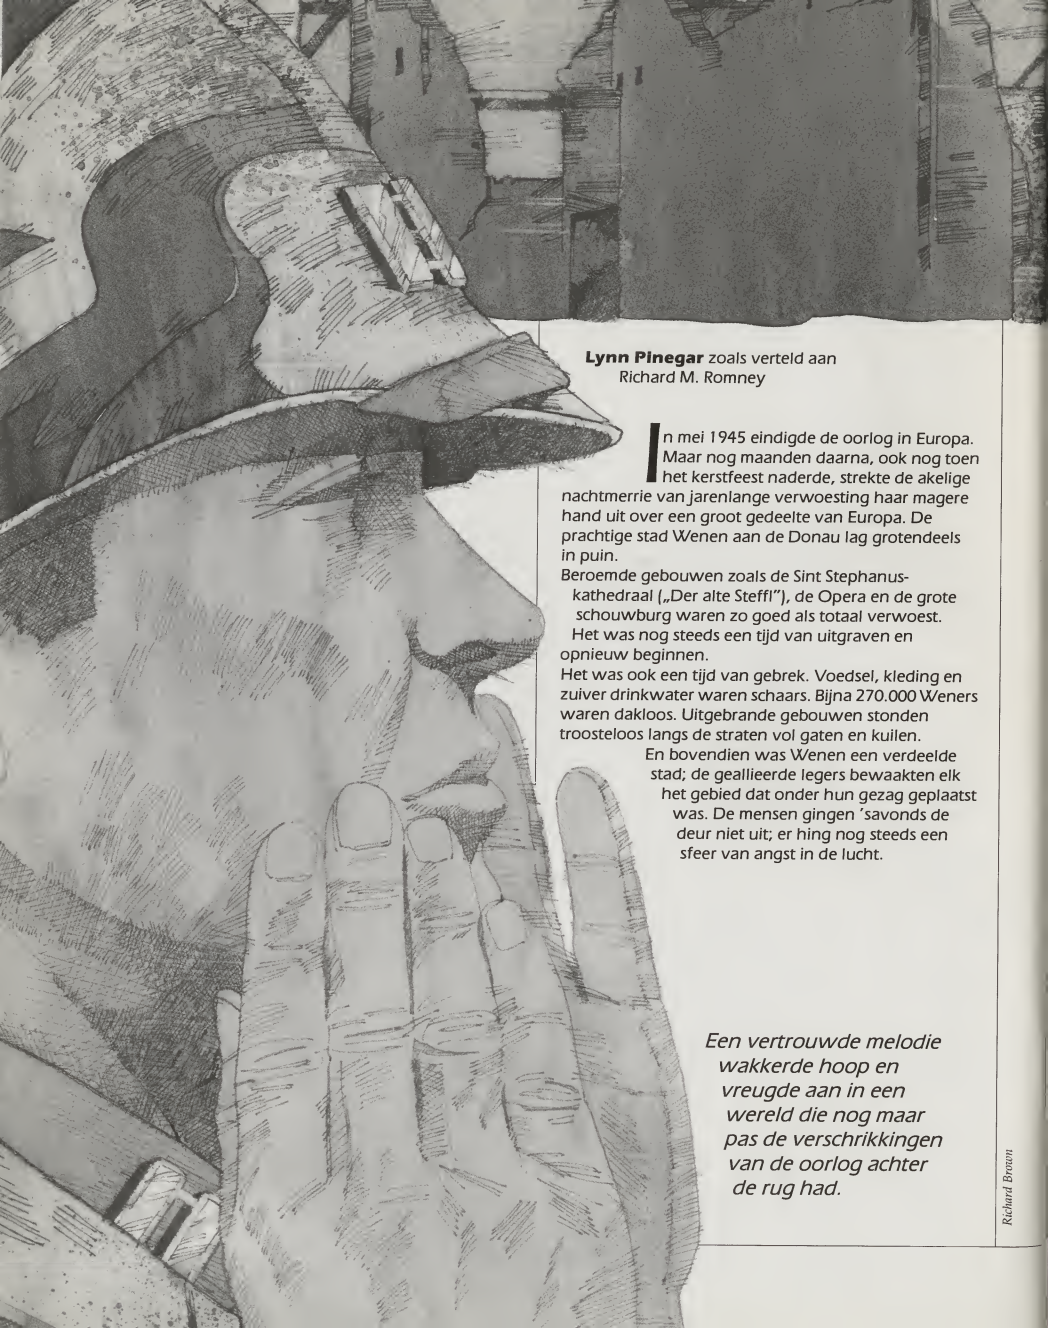 Lynn Pinegar zoals verteld aan
Richard M. Romney
In mei 1945 eindigde de oorlog in Europa.
Maar nog maanden daarna, ook nog toen
het kerstfeest naderde, strekte de akelige
nachtmerrie van jarenlange verwoesting haar magere
hand uit over een groot gedeelte van Europa. De
prachtige stad Wenen aan de Donau lag grotendeels
in puin.
Beroemde gebouwen zoals de Sint Stephanus-
kathedraal („Der alte Steffl”), de Opera en de grote
schouwburg waren zo goed als totaal verwoest.
Het was nog steeds een tijd van uitgraven en
opnieuw beginnen.
Het was ook een tijd van gebrek. Voedsel, kleding en
zuiver drinkwater waren schaars. Bijna 270.000 Weners
waren dakloos. Uitgebrande gebouwen stonden
troosteloos langs de straten vol gaten en kuilen.
En bovendien was Wenen een verdeelde
stad; de geallieerde legers bewaakten elk
het gebied dat onder hun gezag geplaatst
was. De mensen gingen 'savonds de
deur niet uit; er hing nog steeds een
sfeer van angst in de lucht.
Een vertrouwde melodie
wakkerde hoop en
vreugde aan in een
wereld die nog maar
pas de verschrikkingen
van de oorlog achter
de rug had.
Richard Brown